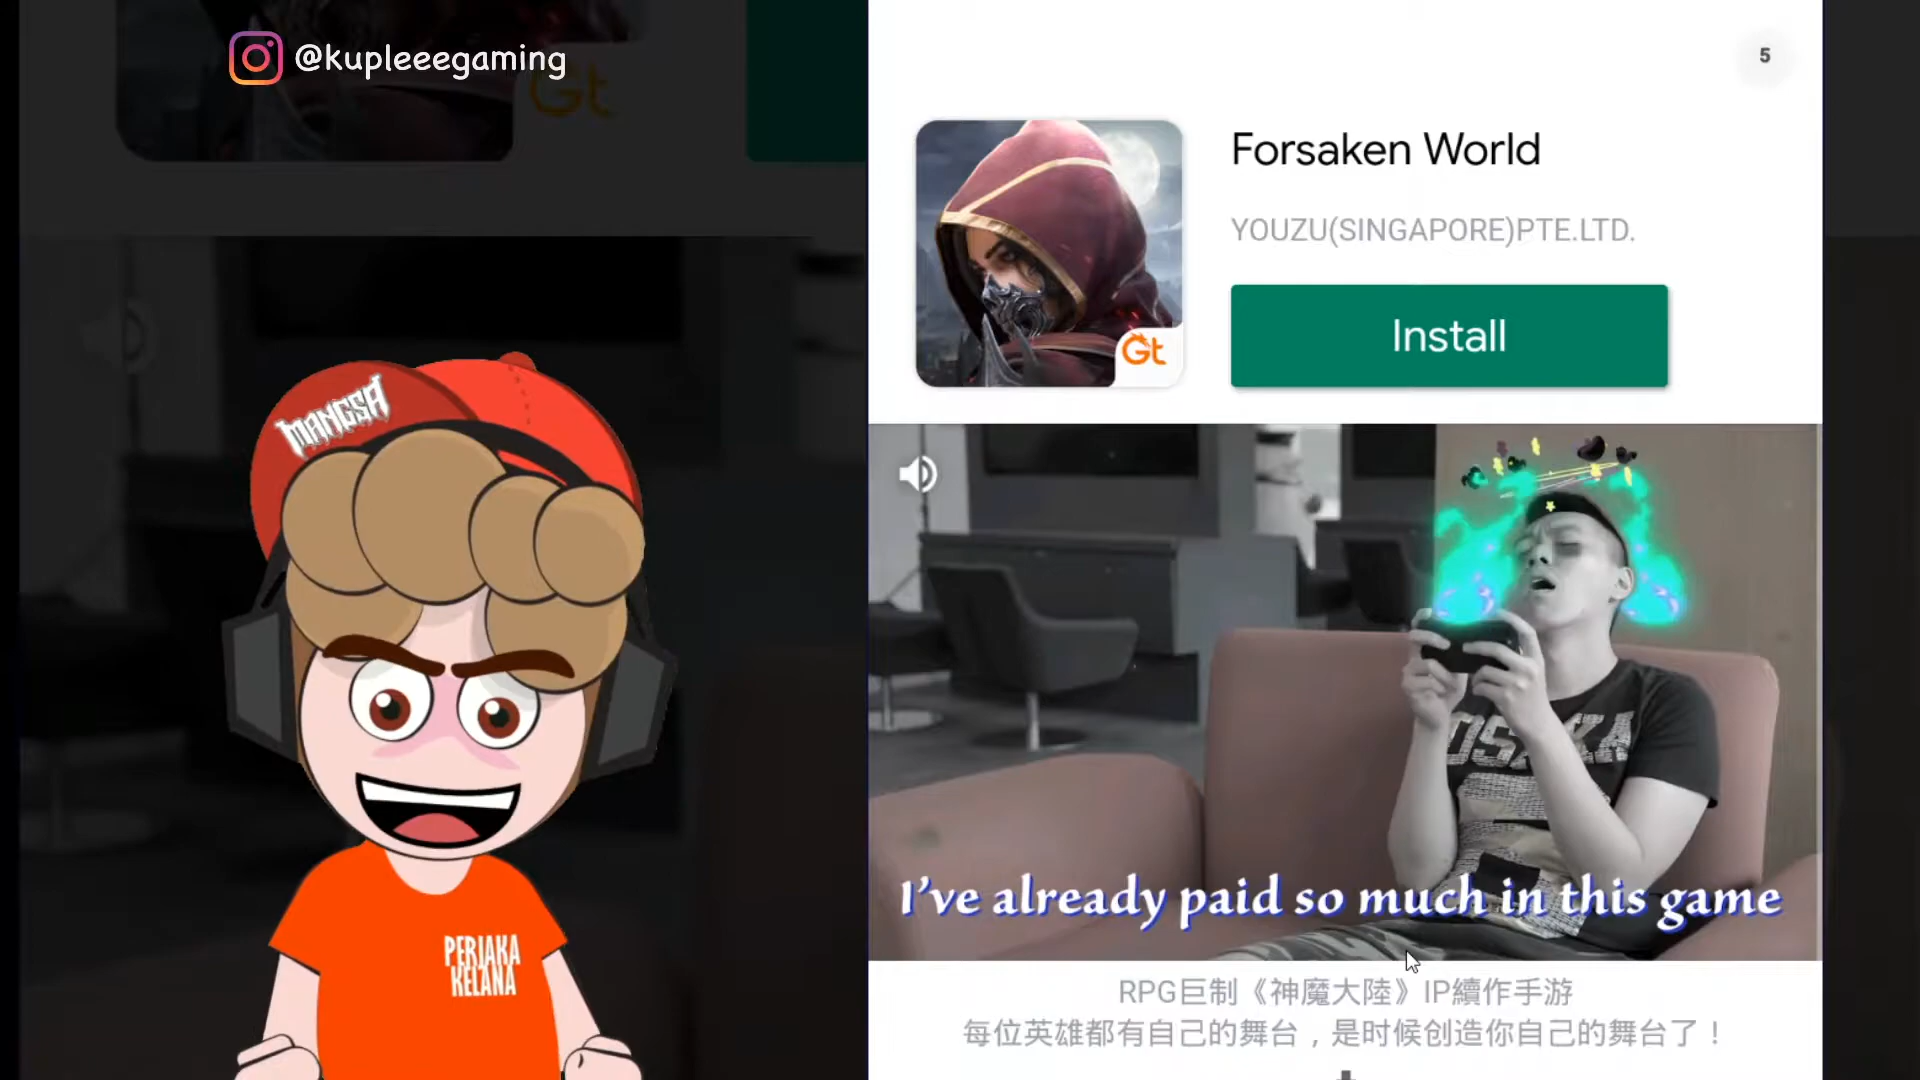 @kupleeegaming
Gt
MANGSA
PERJAKA
KELANA
5
Forsaken World
YOUZU(SINGAPORE)PTE.LTD.
Gt
Install
OSAKA
I've already paid so much in this game
RPG巨制《神魔大陸》IP續作手游
每位英雄都有自己的舞台，是时候创造你自己的舞台了！